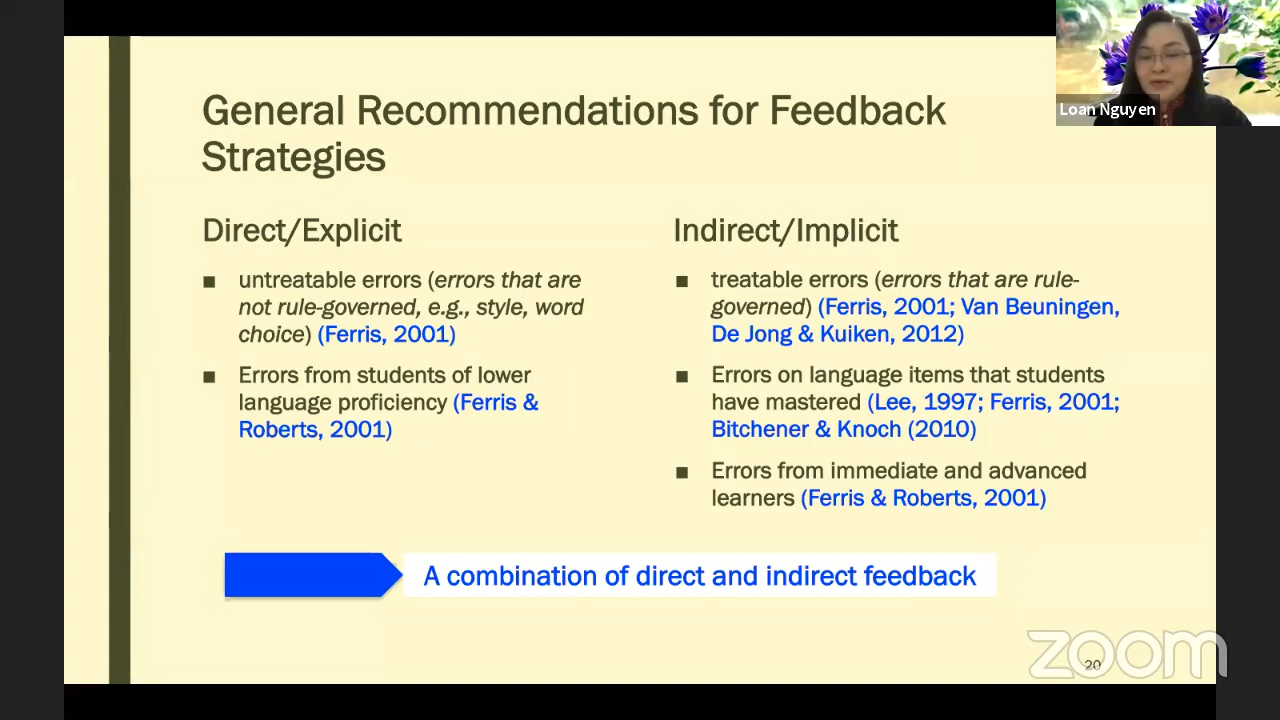 General Recommendations for Feedback
Strategies
Loan Nguyen
Direct/Explicit
■ untreatable errors (errors that are
not rule-governed, e.g., style, word
choice) (Ferris, 2001)
■ Errors from students of lower
language proficiency (Ferris &
Roberts, 2001)
Indirect/Implicit
■ treatable errors (errors that are rule-
governed) (Ferris, 2001; Van Beuningen,
De Jong & Kuiken, 2012)
■ Errors on language items that students
have mastered (Lee, 1997; Ferris, 2001;
Bitchener & Knoch (2010)
■ Errors from immediate and advanced
learners (Ferris & Roberts, 2001)
A combination of direct and indirect feedback
zoom
20